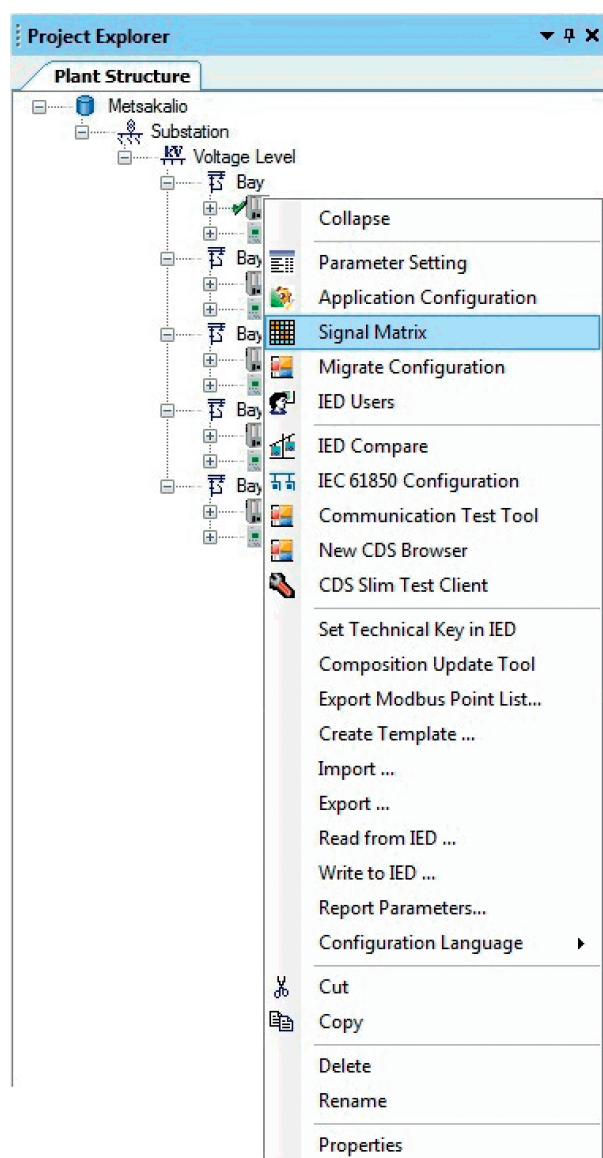 Project Explorer
Plant Structure
Metsakalio
Substation
KV Voltage Level
Bay
Bay
Bay
Bay
Bay
Collapse
Parameter Setting
Application Configuration
Signal Matrix
Migrate Configuration
IED Users
IED Compare
IEC 61850 Configuration
Communication Test Tool
New CDS Browser
CDS Slim Test Client
Set Technical Key in IED
Composition Update Tool
Export Modbus Point List...
Create Template ...
Import ...
Export ...
Read from IED ...
Write to IED ...
Report Parameters...
Configuration Language
Cut
Copy
Delete
Rename
Properties